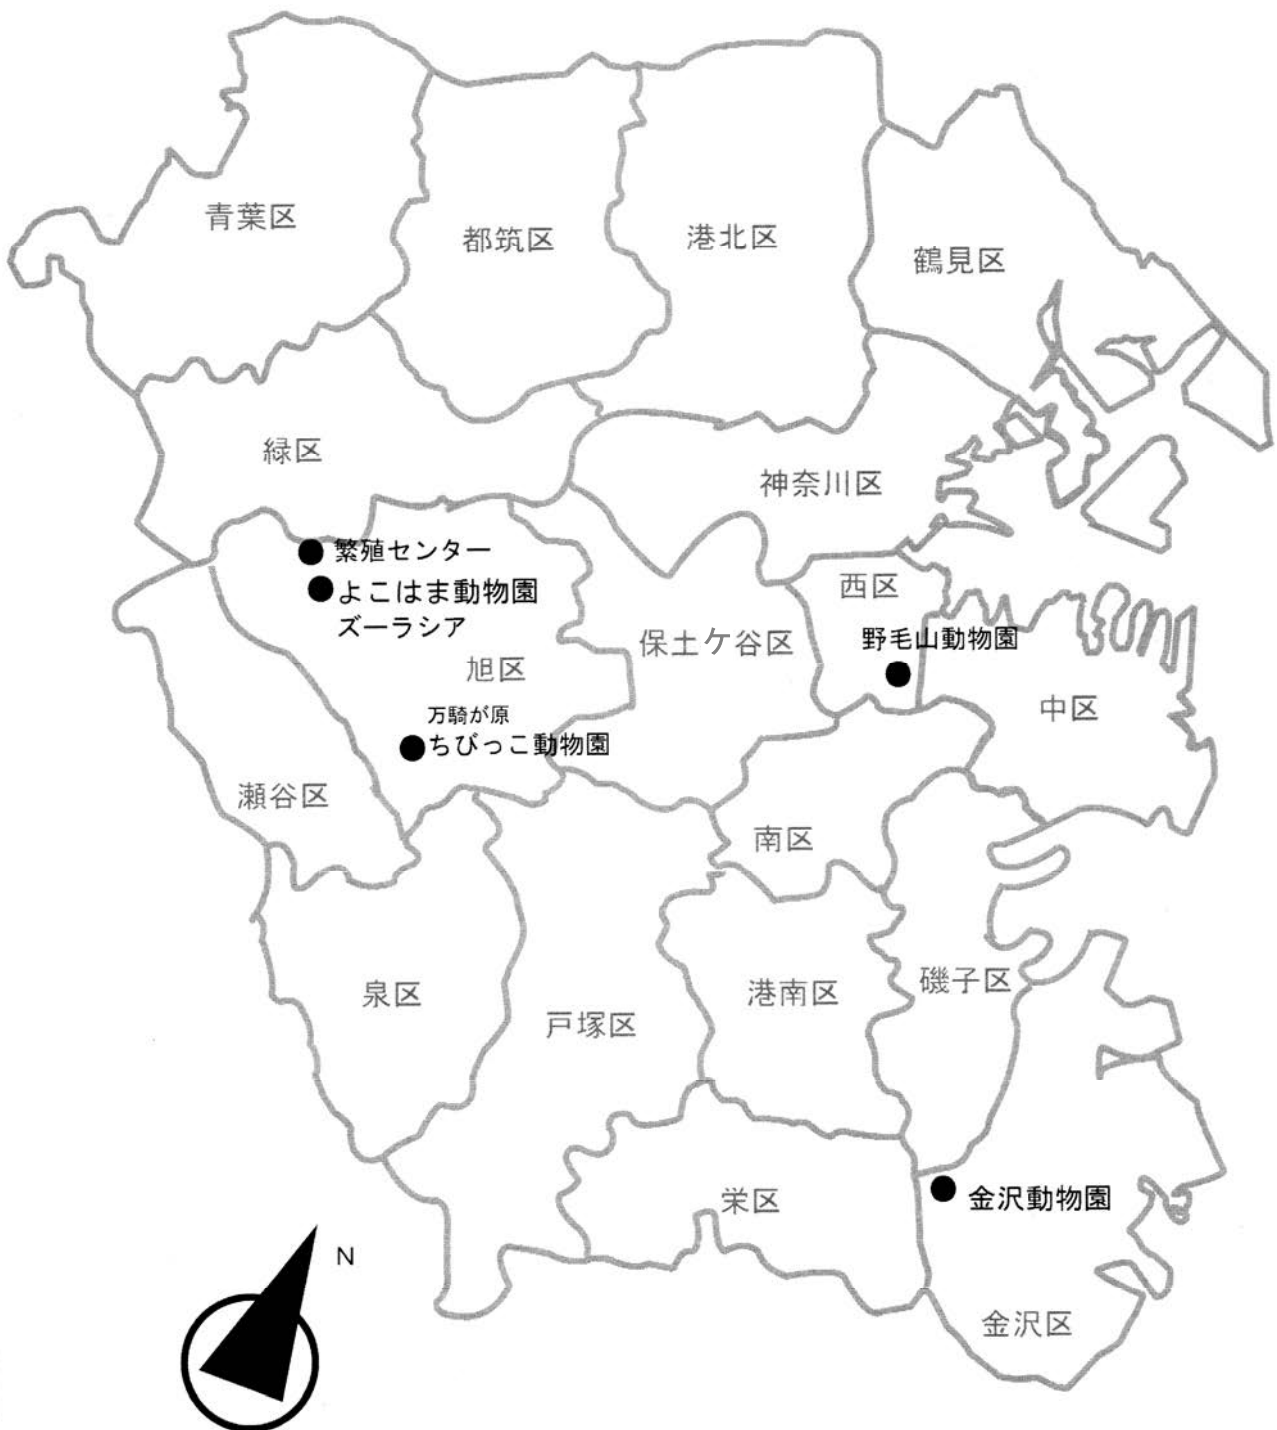 青葉区
都筑区
港北区
鶴見区
緑区
神奈川区
繁殖センター
よこはま動物園
ズーラシア
西区
保土ケ谷区
野毛山動物園
旭区
中区
万騎が原
ちびっこ動物園
瀬谷区
南区
泉区
戸塚区
港南区
磯子区
栄区
金沢動物園
N
金沢区